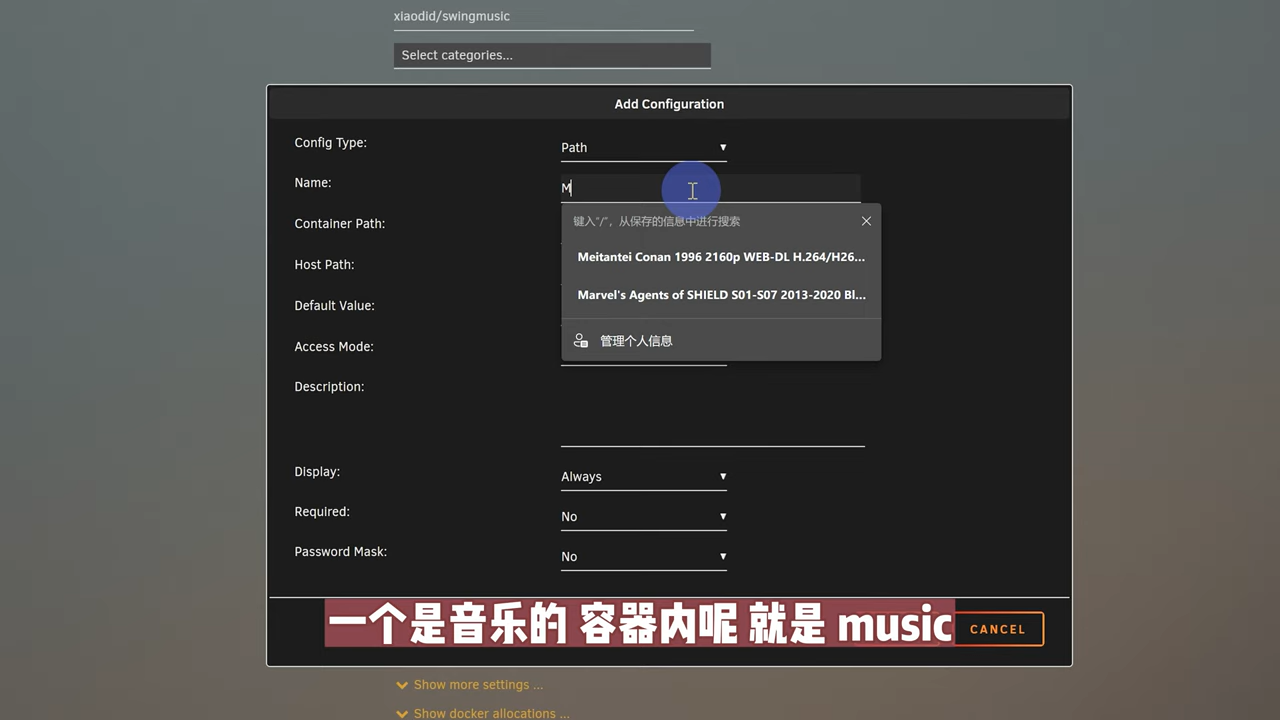 xiaodid/swingmusic
Select categories...
Add Configuration
Config Type:
Path
Name:
M
键入"/"，从保存的信息中进行搜索
Container Path:
Meitantei Conan 1996 2160p WEB-DL H.264/H26...
Host Path:
Marvel's Agents of SHIELD S01-S07 2013-2020 Bl...
Default Value:
Access Mode:
管理个人信息
Description:
Display:
Always
Required:
No
Password Mask:
No
一个是音乐的 容器内呢 就是 music
CANCEL
Show more settings ...
Show docker allocations ...